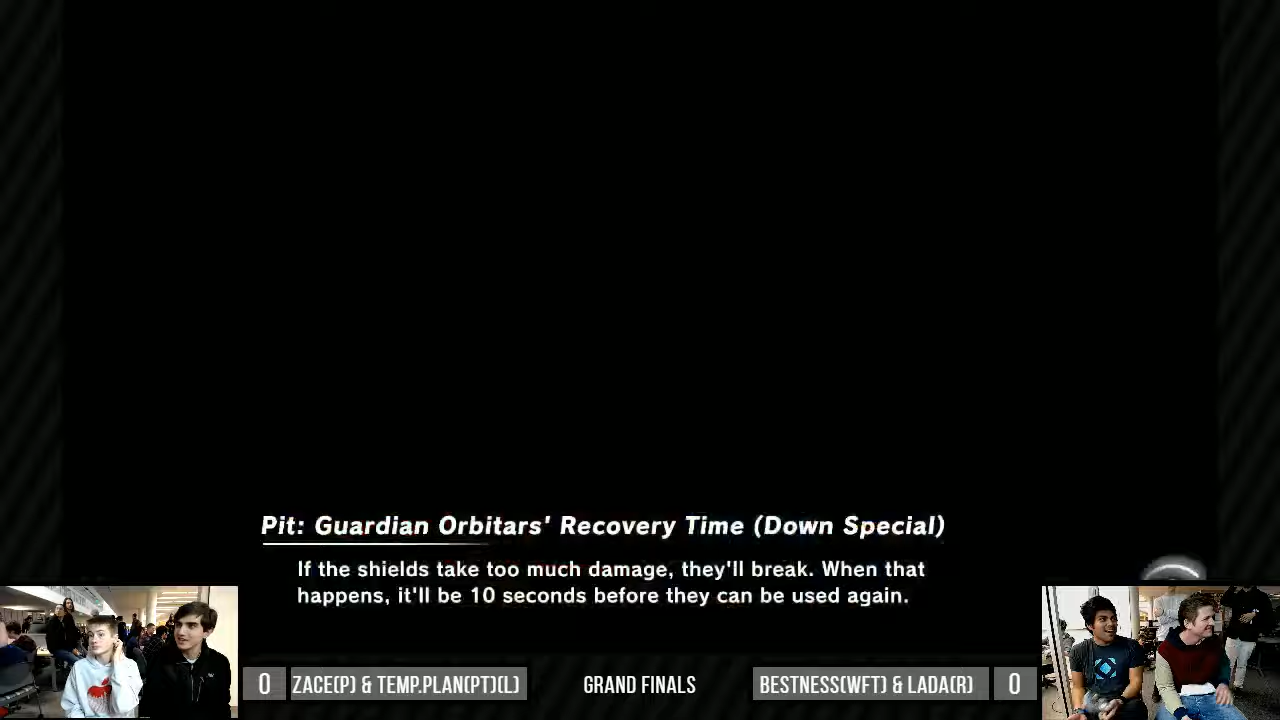 Pit: Guardian Orbitars' Recovery Time (Down Special)
If the shields take too much damage, they'll break. When that
happens, it'll be 10 seconds before they can be used again.
0 ZACE(P) & TEMP.PLAN(PT)(L) GRAND FINALS BESTNESS(WFT) & LADA(R) 0